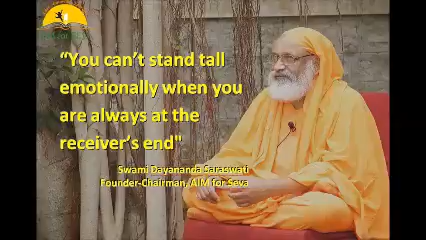 “You can’t stand tall
emotionally when you
are always at the
receiver’s end"
Swami Dayananda Saraswati
Founder-Chairman, AIM for Seva